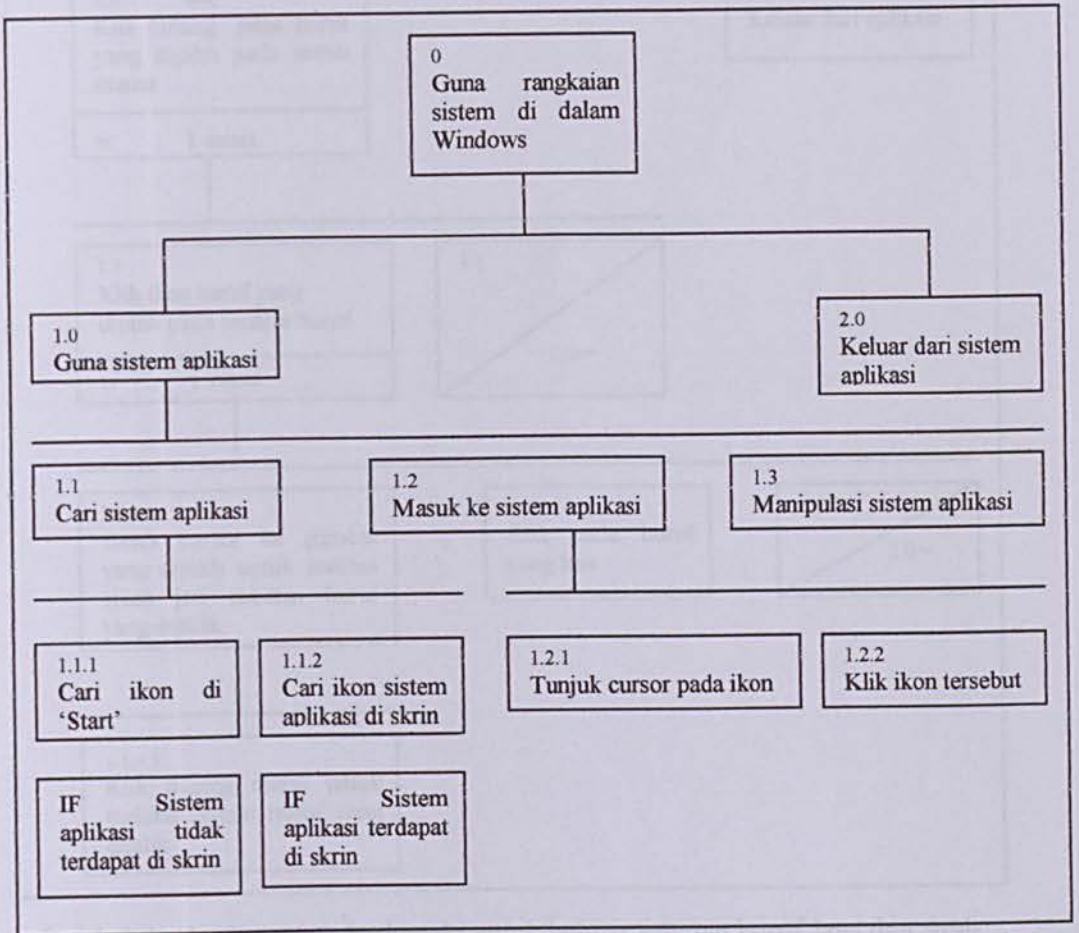 0
Guna rangkaian
sistem di dalam
Windows
1.0
Guna sistem aplikasi
2.0
Keluar dari sistem
aplikasi
1.1
Cari sistem aplikasi
1.2
Masuk ke sistem aplikasi
1.3
Manipulasi sistem aplikasi
1.1.1
Cari ikon di
‘Start’
1.1.2
Cari ikon sistem
aplikasi di skrin
1.2.1
Tunjuk cursor pada ikon
1.2.2
Klik ikon tersebut
IF Sistem
aplikasi tidak
terdapat di skrin
IF Sistem
aplikasi terdapat
di skrin